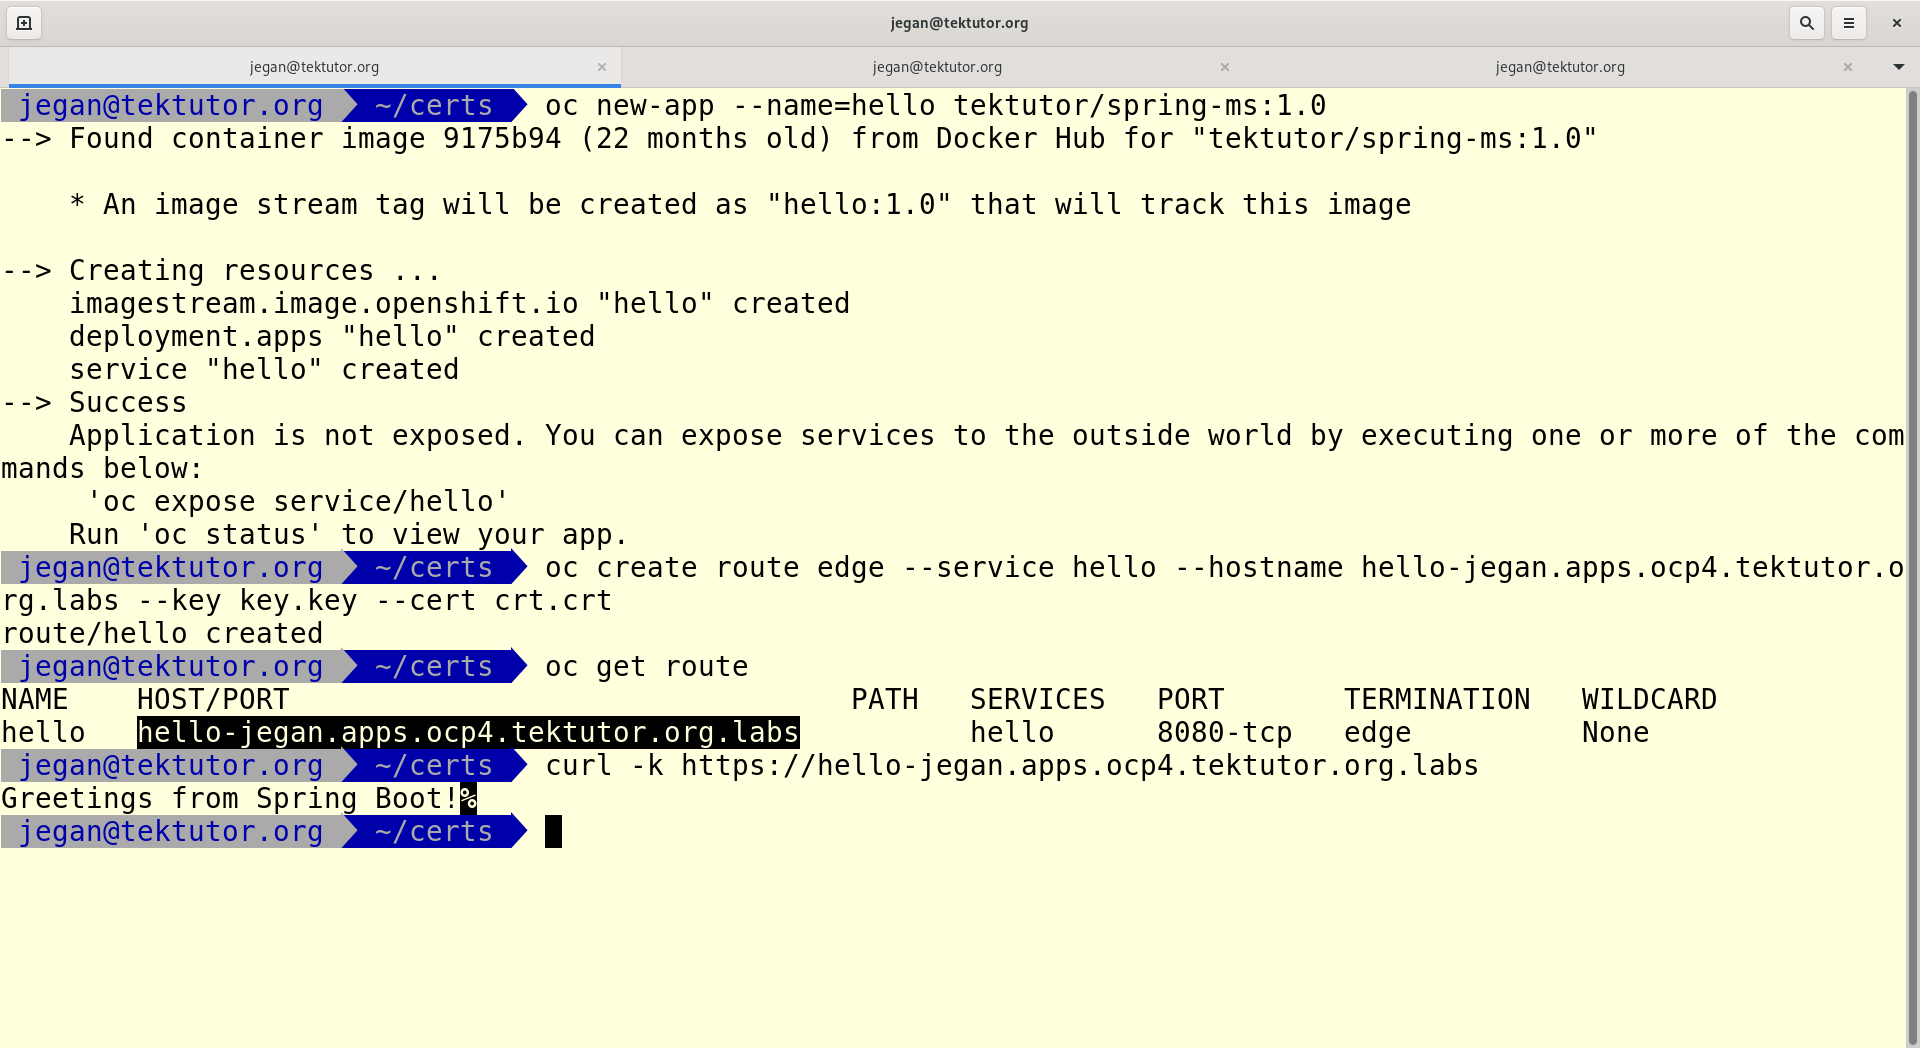 jegan@tektutor.org
jegan@tektutor.org jegan@tektutor.org jegan@tektutor.org
jegan@tektutor.org ~/certs oc new-app --name=hello tektutor/spring-ms:1.0
--> Found container image 9175b94 (22 months old) from Docker Hub for "tektutor/spring-ms:1.0"
* An image stream tag will be created as "hello:1.0" that will track this image
--> Creating resources ...
imagestream.image.openshift.io "hello" created
deployment.apps "hello" created
service "hello" created
--> Success
Application is not exposed. You can expose services to the outside world by executing one or more of the com
mands below:
'oc expose service/hello'
Run 'oc status' to view your app.
jegan@tektutor.org ~/certs oc create route edge --service hello --hostname hello-jegan.apps.ocp4.tektutor.o
rg.labs --key key.key --cert crt.crt
route/hello created
jegan@tektutor.org ~/certs oc get route
NAME HOST/PORT PATH SERVICES PORT TERMINATION WILDCARD
hello hello-jegan.apps.ocp4.tektutor.org.labs hello 8080-tcp edge None
jegan@tektutor.org ~/certs curl -k https://hello-jegan.apps.ocp4.tektutor.org.labs
Greetings from Spring Boot!%
jegan@tektutor.org ~/certs